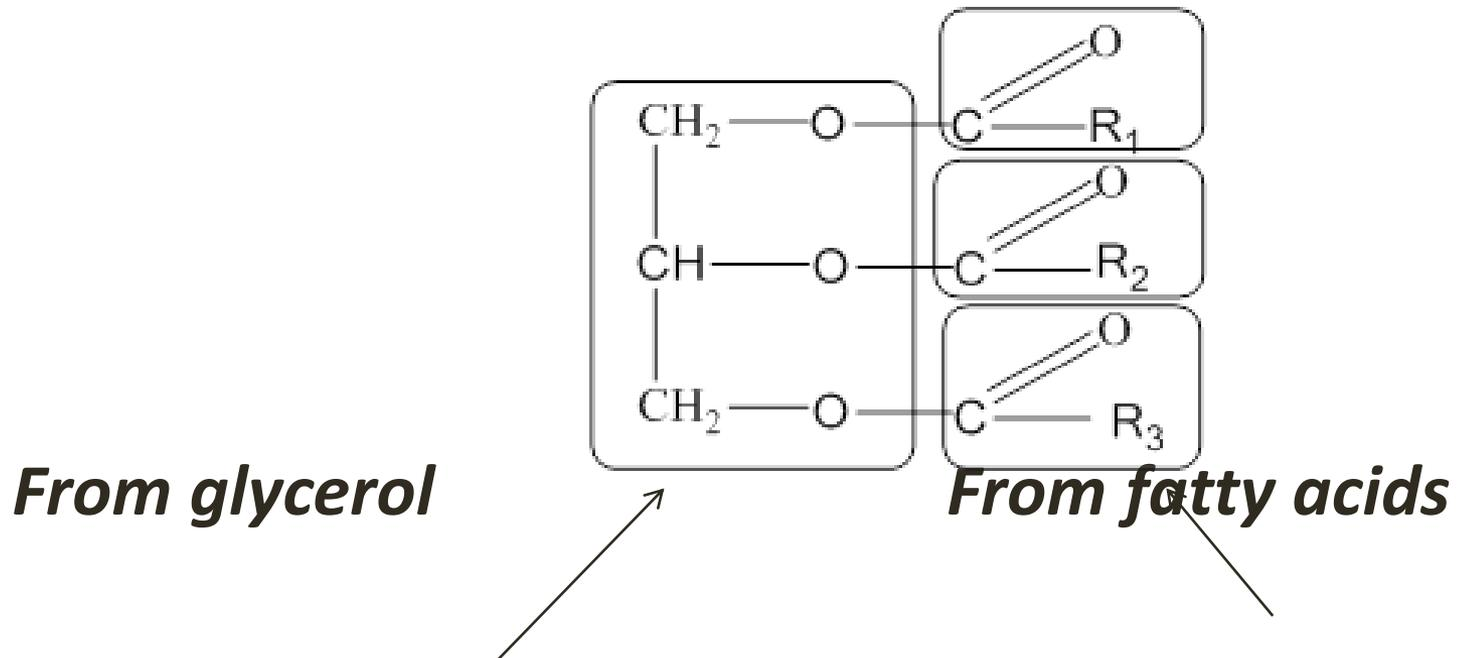 O
CH₂ O C R₁
O
CH O C R₂
O
CH₂ O C R₃
From glycerol From fatty acids